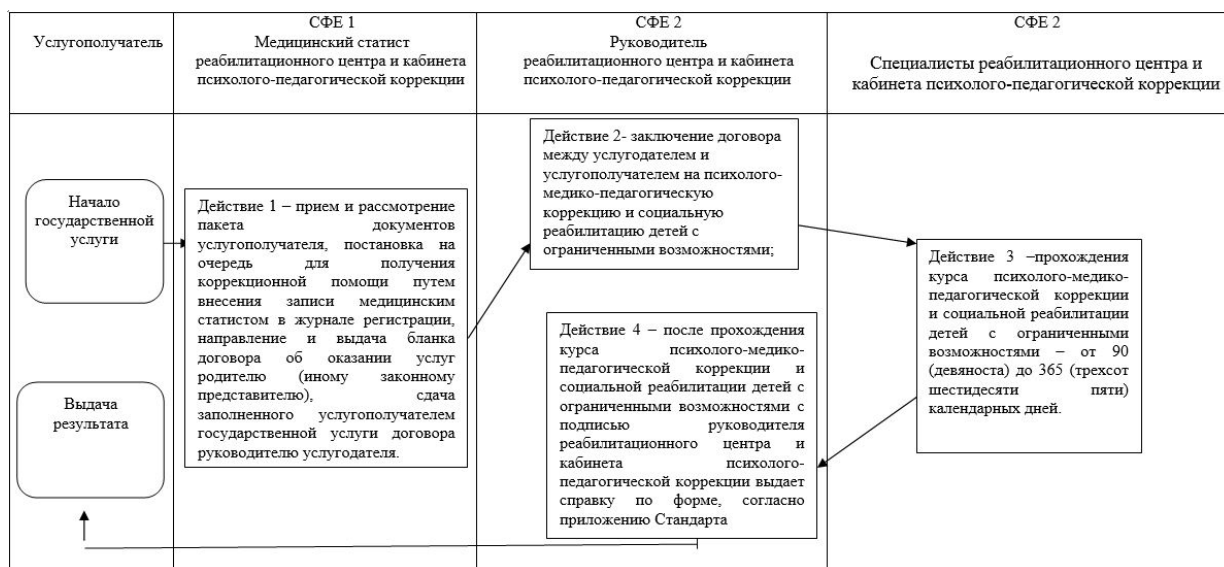 Услугополучатель
СФЕ 1
Медицинский статист
реабилитационного центра и кабинета
психолого-педагогической коррекции
СФЕ 2
Руководитель
реабилитационного центра и кабинета
психолого-педагогической коррекции
СФЕ 2
Специалисты реабилитационного центра и
кабинета психолого-педагогической коррекции
Начало
государственной
услуги
Действие 1 – прием и рассмотрение
пакета документов
услугополучателя, постановка на
очередь для получения
коррекционной помощи путем
внесения записи медицинским
статистом в журнале регистрации,
направление и выдача бланка
договора об оказании услуг
родителю (иному законному
представителю), сдача
заполненного услугополучателем
государственной услуги договора
руководителю услугодателя.
Действие 2- заключение договора
между услугодателем и
услугополучателем на психолого-
медико-педагогическую
коррекцию и социальную
реабилитацию детей с
ограниченными возможностями;
Действие 3 –прохождения
курса психолого-медико-
педагогической коррекции
и социальной реабилитации
детей с ограниченными
возможностями – от 90
(девяноста) до 365 (трехсот
шестидесяти пяти)
календарных дней.
Действие 4 – после прохождения
курса психолого-медико-
педагогической коррекции и
социальной реабилитации детей с
ограниченными возможностями с
подписью руководителя
реабилитационного центра и
кабинета психолого-
педагогической коррекции выдает
справку по форме, согласно
приложению Стандарта
Выдача
результата